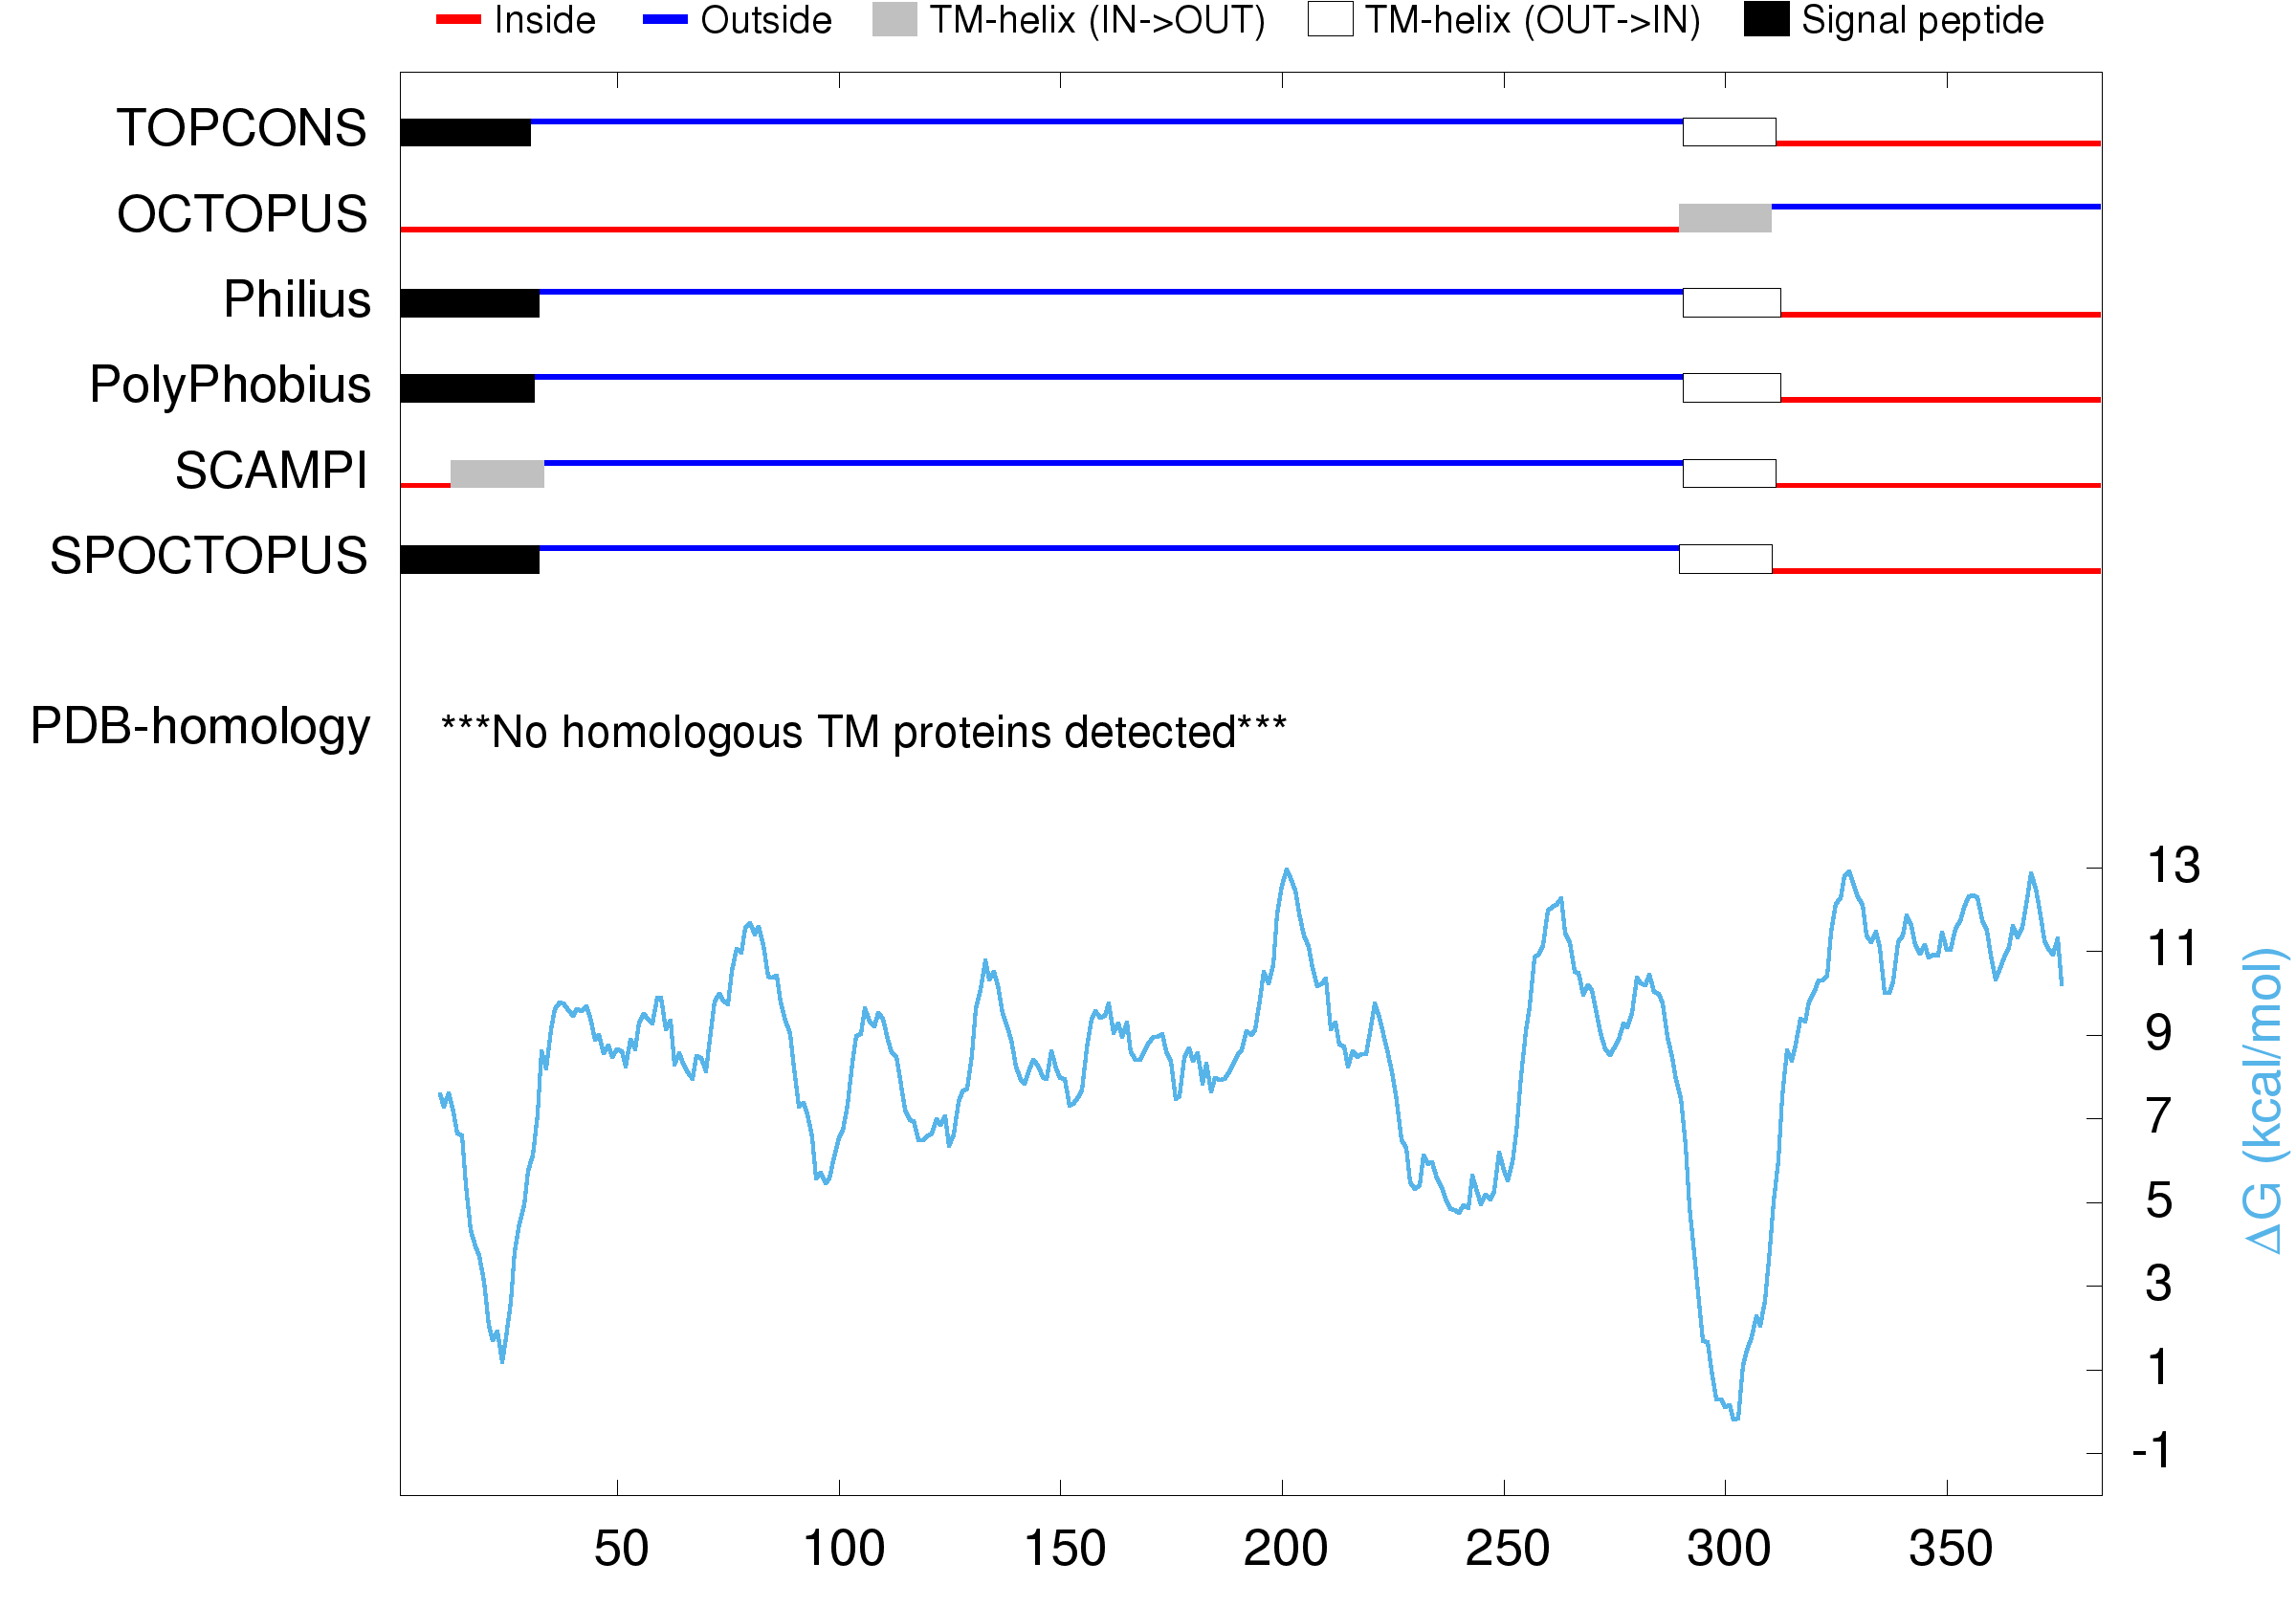 Inside Outside TM-helix (IN->OUT) TM-helix (OUT->IN) Signal peptide
TOPCONS
OCTOPUS
Philius
PolyPhobius
SCAMPI
SPOCTOPUS
PDB-homology ***No homologous TM proteins detected***
13
11
9
7
5
3
1
-1
ΔG (kcal/mol)
50 100 150 200 250 300 350